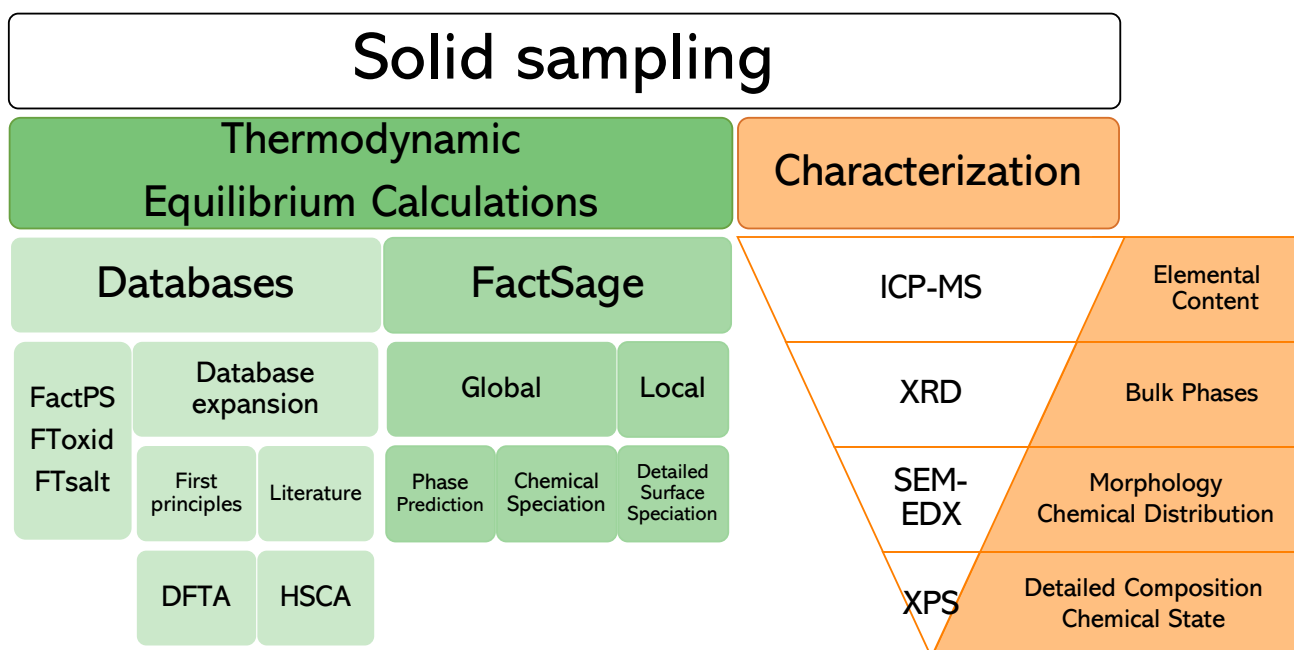 Solid sampling
Thermodynamic
Equilibrium Calculations
Characterization
Databases
FactSage
ICP-MS
Elemental
Content
FactPS
FToxid
FTsalt
Database
expansion
Global
Local
XRD
Bulk Phases
First
principles
Literature
Phase
Prediction
Chemical
Speciation
Detailed
Surface
Speciation
SEM-
EDX
Morphology
Chemical Distribution
DFTA
HSCA
XPS
Detailed Composition
Chemical State